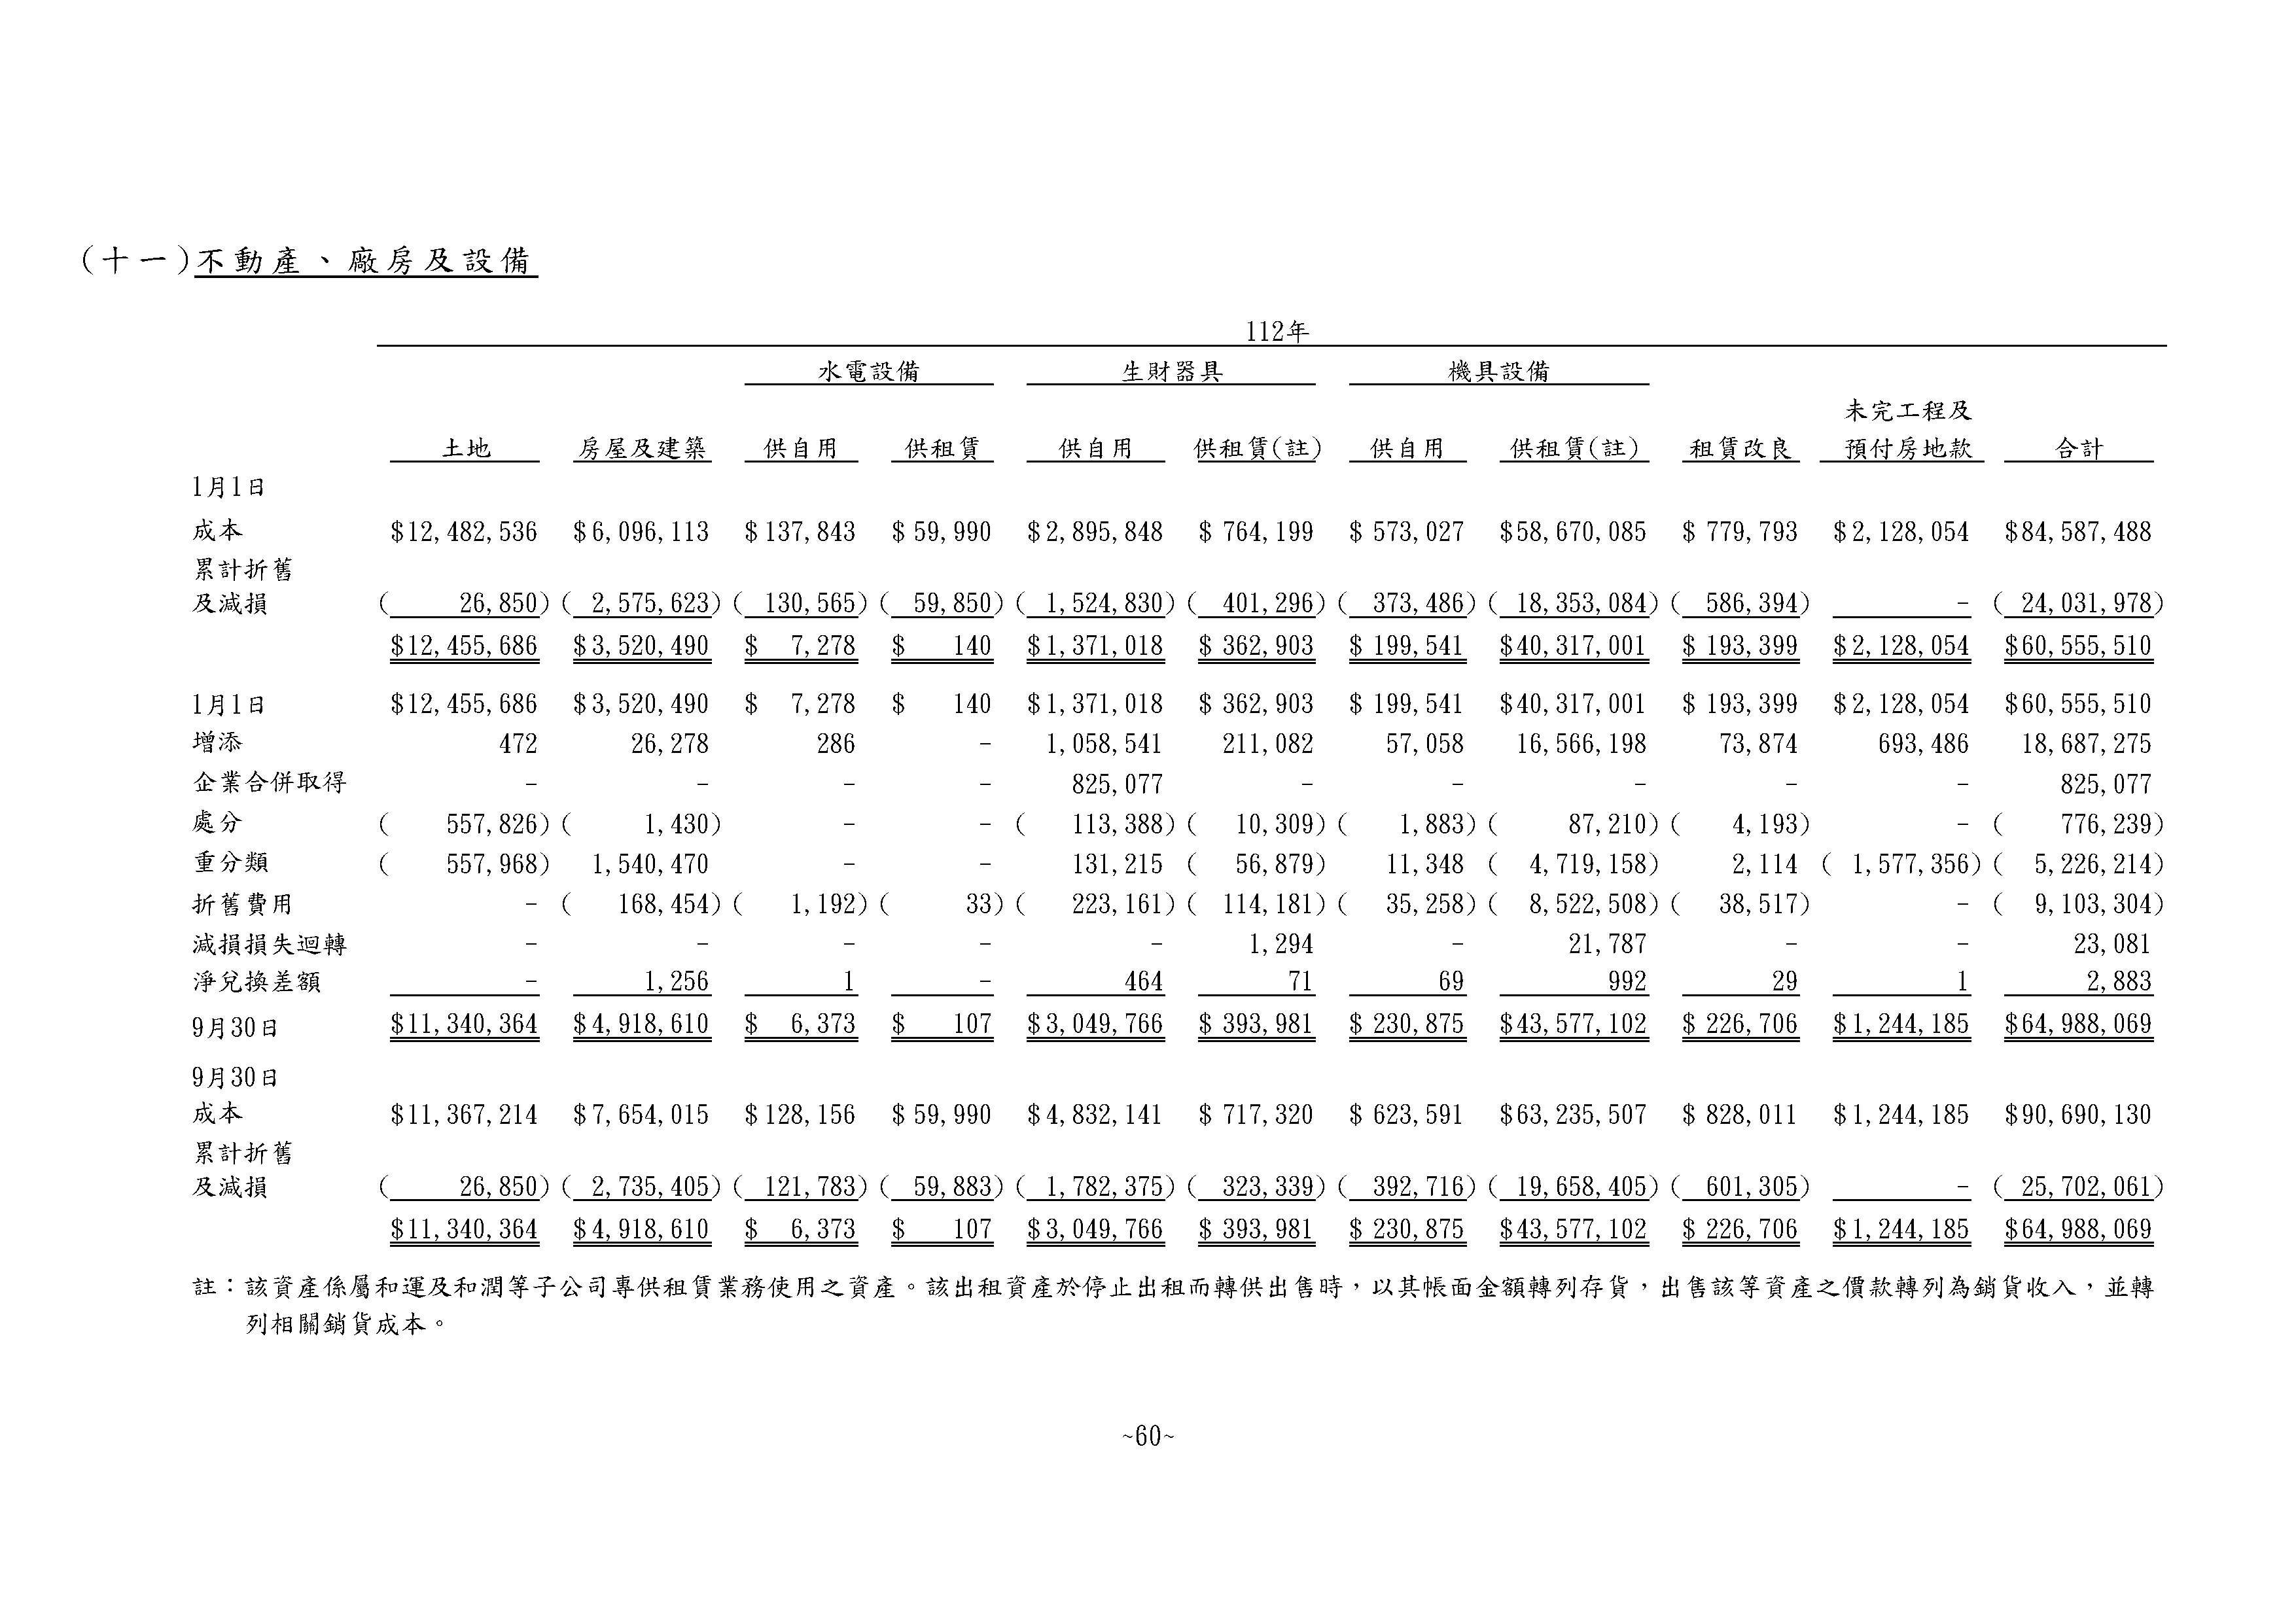 (十一)不動產、廠房及設備
112年
水電設備 生財器具 機具設備
未完工程及
土地 房屋及建築 供自用 供租賃 供自用 供租賃(註) 供自用 供租賃(註) 租賃改良 預付房地款 合計
1月1日
成本 $12,482,536 $6,096,113 $137,843 $ 59,990 $2,895,848 $ 764,199 $ 573,027 $58,670,085 $ 779,793 $2,128,054 $84,587,488
累計折舊
及減損 ( 26,850) ( 2,575,623) ( 130,565) ( 59,850) ( 1,524,830) ( 401,296) ( 373,486) ( 18,353,084) ( 586,394) - ( 24,031,978)
$12,455,686 $3,520,490 $ 7,278 $ 140 $1,371,018 $ 362,903 $ 199,541 $40,317,001 $ 193,399 $2,128,054 $60,555,510
1月1日 $12,455,686 $3,520,490 $ 7,278 $ 140 $1,371,018 $ 362,903 $ 199,541 $40,317,001 $ 193,399 $2,128,054 $60,555,510
增添 472 26,278 286 - 1,058,541 211,082 57,058 16,566,198 73,874 693,486 18,687,275
企業合併取得 - - - - 825,077 - - - - - 825,077
處分 ( 557,826) ( 1,430) - - ( 113,388) ( 10,309) ( 1,883) ( 87,210) ( 4,193) - ( 776,239)
重分類 ( 557,968) 1,540,470 - - 131,215 ( 56,879) 11,348 ( 4,719,158) 2,114 ( 1,577,356) ( 5,226,214)
折舊費用 - ( 168,454) ( 1,192) ( 33) ( 223,161) ( 114,181) ( 35,258) ( 8,522,508) ( 38,517) - ( 9,103,304)
減損損失迴轉 - - - - - 1,294 - 21,787 - - 23,081
淨兌換差額 - 1,256 1 - 464 71 69 992 29 1 2,883
9月30日 $11,340,364 $4,918,610 $ 6,373 $ 107 $3,049,766 $ 393,981 $ 230,875 $43,577,102 $ 226,706 $1,244,185 $64,988,069
9月30日
成本 $11,367,214 $7,654,015 $128,156 $ 59,990 $4,832,141 $ 717,320 $ 623,591 $63,235,507 $ 828,011 $1,244,185 $90,690,130
累計折舊
及減損 ( 26,850) ( 2,735,405) ( 121,783) ( 59,883) ( 1,782,375) ( 323,339) ( 392,716) ( 19,658,405) ( 601,305) - ( 25,702,061)
$11,340,364 $4,918,610 $ 6,373 $ 107 $3,049,766 $ 393,981 $ 230,875 $43,577,102 $ 226,706 $1,244,185 $64,988,069
註：該資產係屬和運及和潤等子公司專供租賃業務使用之資產。該出租資產於停止出租而轉供出售時，以其帳面金額轉列存貨，出售該等資產之價款轉列為銷貨收入，並轉
列相關銷貨成本。
~60~